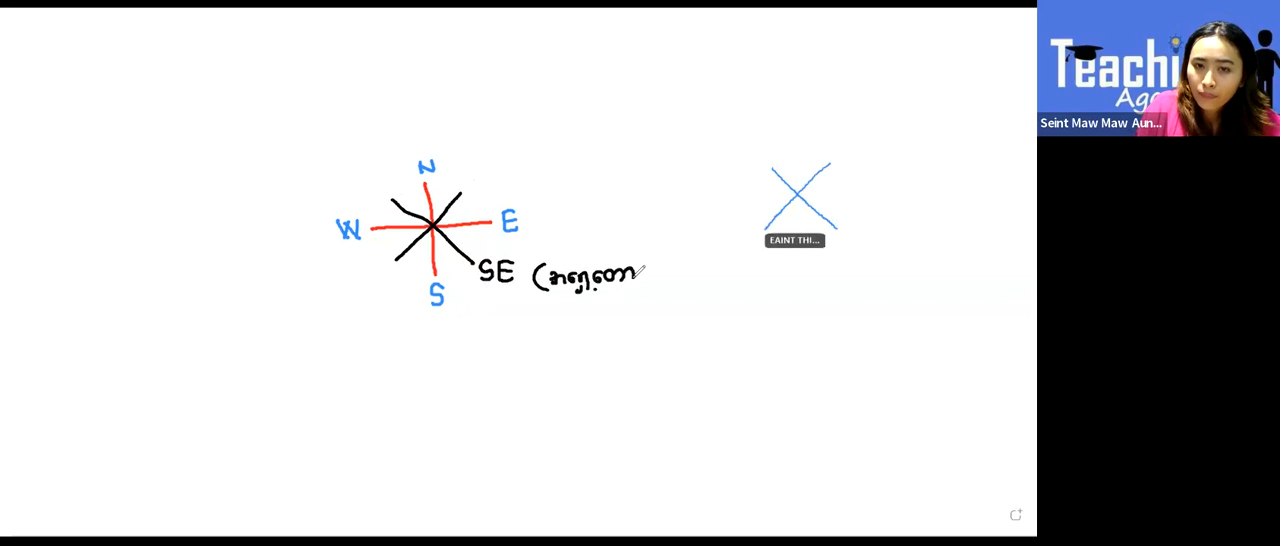 Teachi
Ag
Seint Maw Maw Aun...
N
W
E
SE (အရှေ့တော
S
EAINT THI...